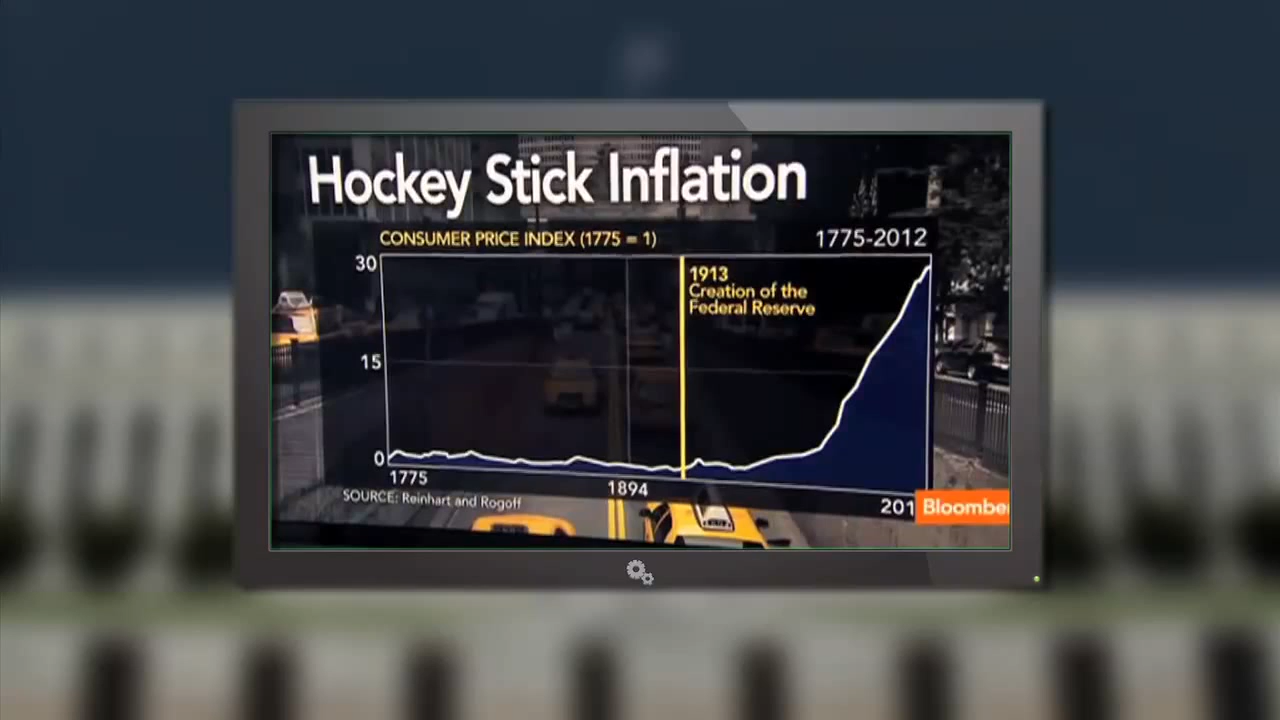 Hockey Stick Inflation
CONSUMER PRICE INDEX (1775 = 1)
1775-2012
30
1913
Creation of the
Federal Reserve
15
0
1775
1894
201
SOURCE: Reinhart and Rogoff
Bloombe